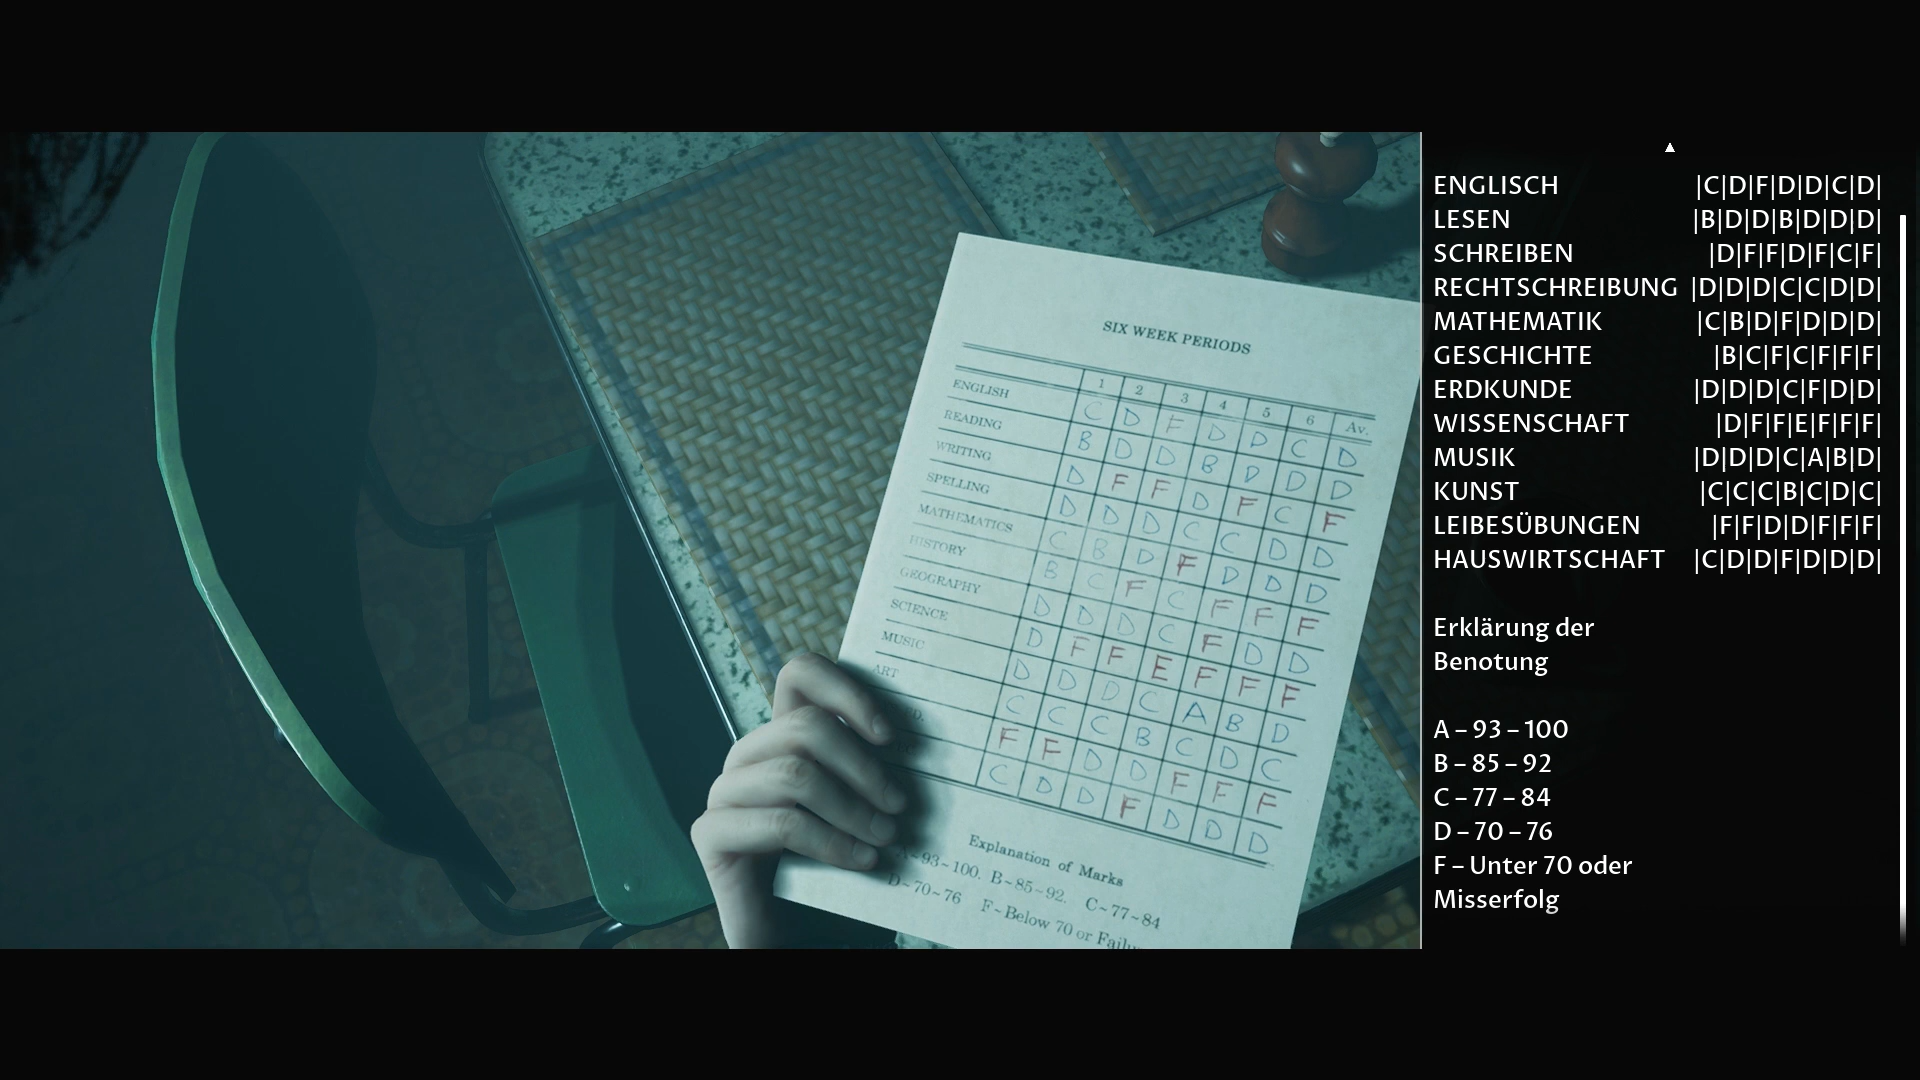 SIX WEEK PERIODS
1 2 3 4 5 6 Av.
ENGLISH C D F D D C D
READING B D D B D D D
WRITING D F F D F C F
SPELLING D D D C C D D
MATHEMATICS C B D F D D D
HISTORY B C F C F F F
GEOGRAPHY D D D C F D D
SCIENCE D F F E F F F
MUSIC D D D C A B D
ART C C C B C D C
F F D D F F F
C D D F D D D
Explanation of Marks
A~93~100. B~85~92. C~77~84
D~70~76 F~Below 70 or
ENGLISCH |C|D|F|D|D|C|D|
LESEN |B|D|D|B|D|D|D|
SCHREIBEN |D|F|F|D|F|C|F|
RECHTSCHREIBUNG |D|D|D|C|C|D|D|
MATHEMATIK |C|B|D|F|D|D|D|
GESCHICHTE |B|C|F|C|F|F|F|
ERDKUNDE |D|D|D|C|F|D|D|
WISSENSCHAFT |D|F|F|E|F|F|F|
MUSIK |D|D|D|C|A|B|D|
KUNST |C|C|C|B|C|D|C|
LEIBESÜBUNGEN |F|F|D|D|F|F|F|
HAUSWIRTSCHAFT |C|D|D|F|D|D|D|
Erklärung der
Benotung
A – 93 – 100
B – 85 – 92
C – 77 – 84
D – 70 – 76
F – Unter 70 oder
Misserfolg